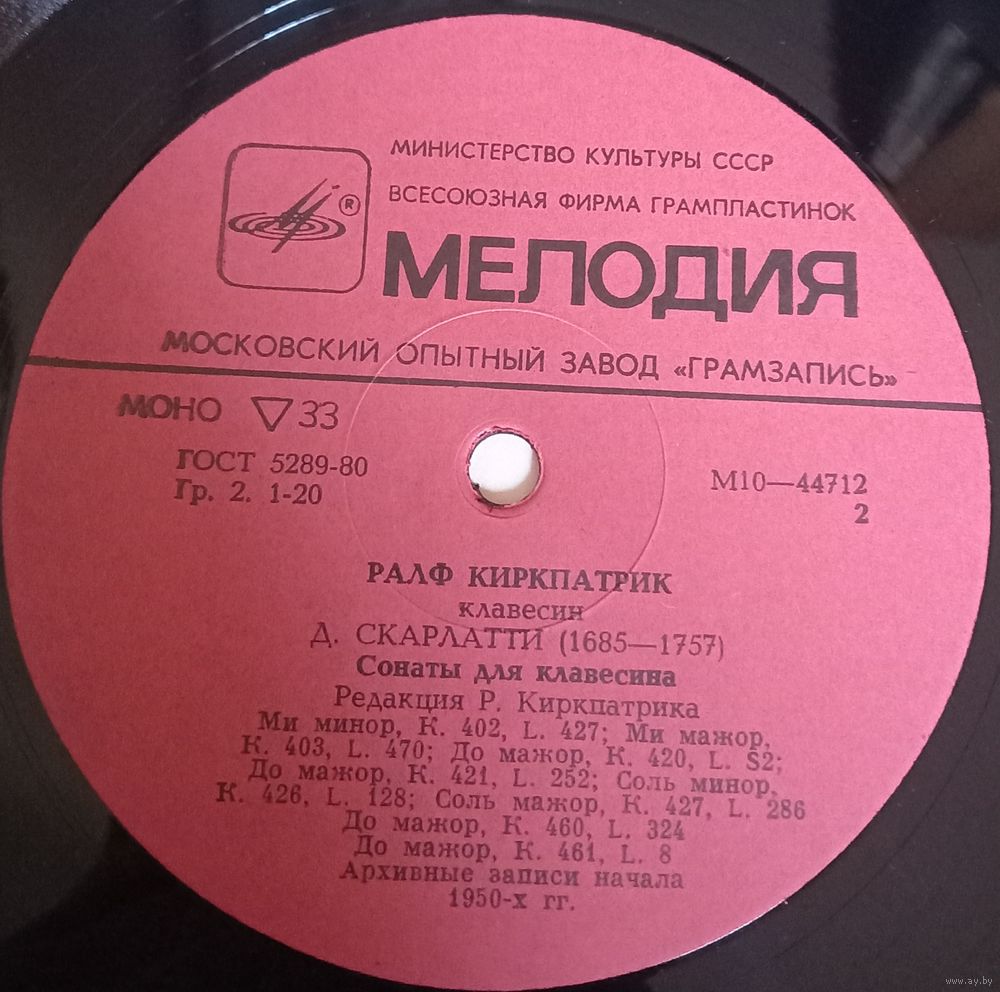 МИНИСТЕРСТВО КУЛЬТУРЫ СССР
ВСЕСОЮЗНАЯ ФИРМА ГРАМПЛАСТИНОК
®
МЕЛОДИЯ
МОСКОВСКИЙ ОПЫТНЫЙ ЗАВОД «ГРАМЗАПИСЬ»
МОНО ▽ 33
ГОСТ 5289-80
Гр. 2. 1-20
М10—44712
2
РАЛФ КИРКПАТРИК
клавесин
Д. СКАРЛАТТИ (1685—1757)
Сонаты для клавесина
Редакция Р. Киркпатрика
Ми минор, К. 402, L. 427; Ми мажор,
К. 403, L. 470; До мажор, К. 420, L. S2;
До мажор, К. 421, L. 252; Соль минор,
К. 426, L. 128; Соль мажор, К. 427, L. 286
До мажор, К. 460, L. 324
До мажор, К. 461, L. 8
Архивные записи начала
1950-х гг.
www.ay.by